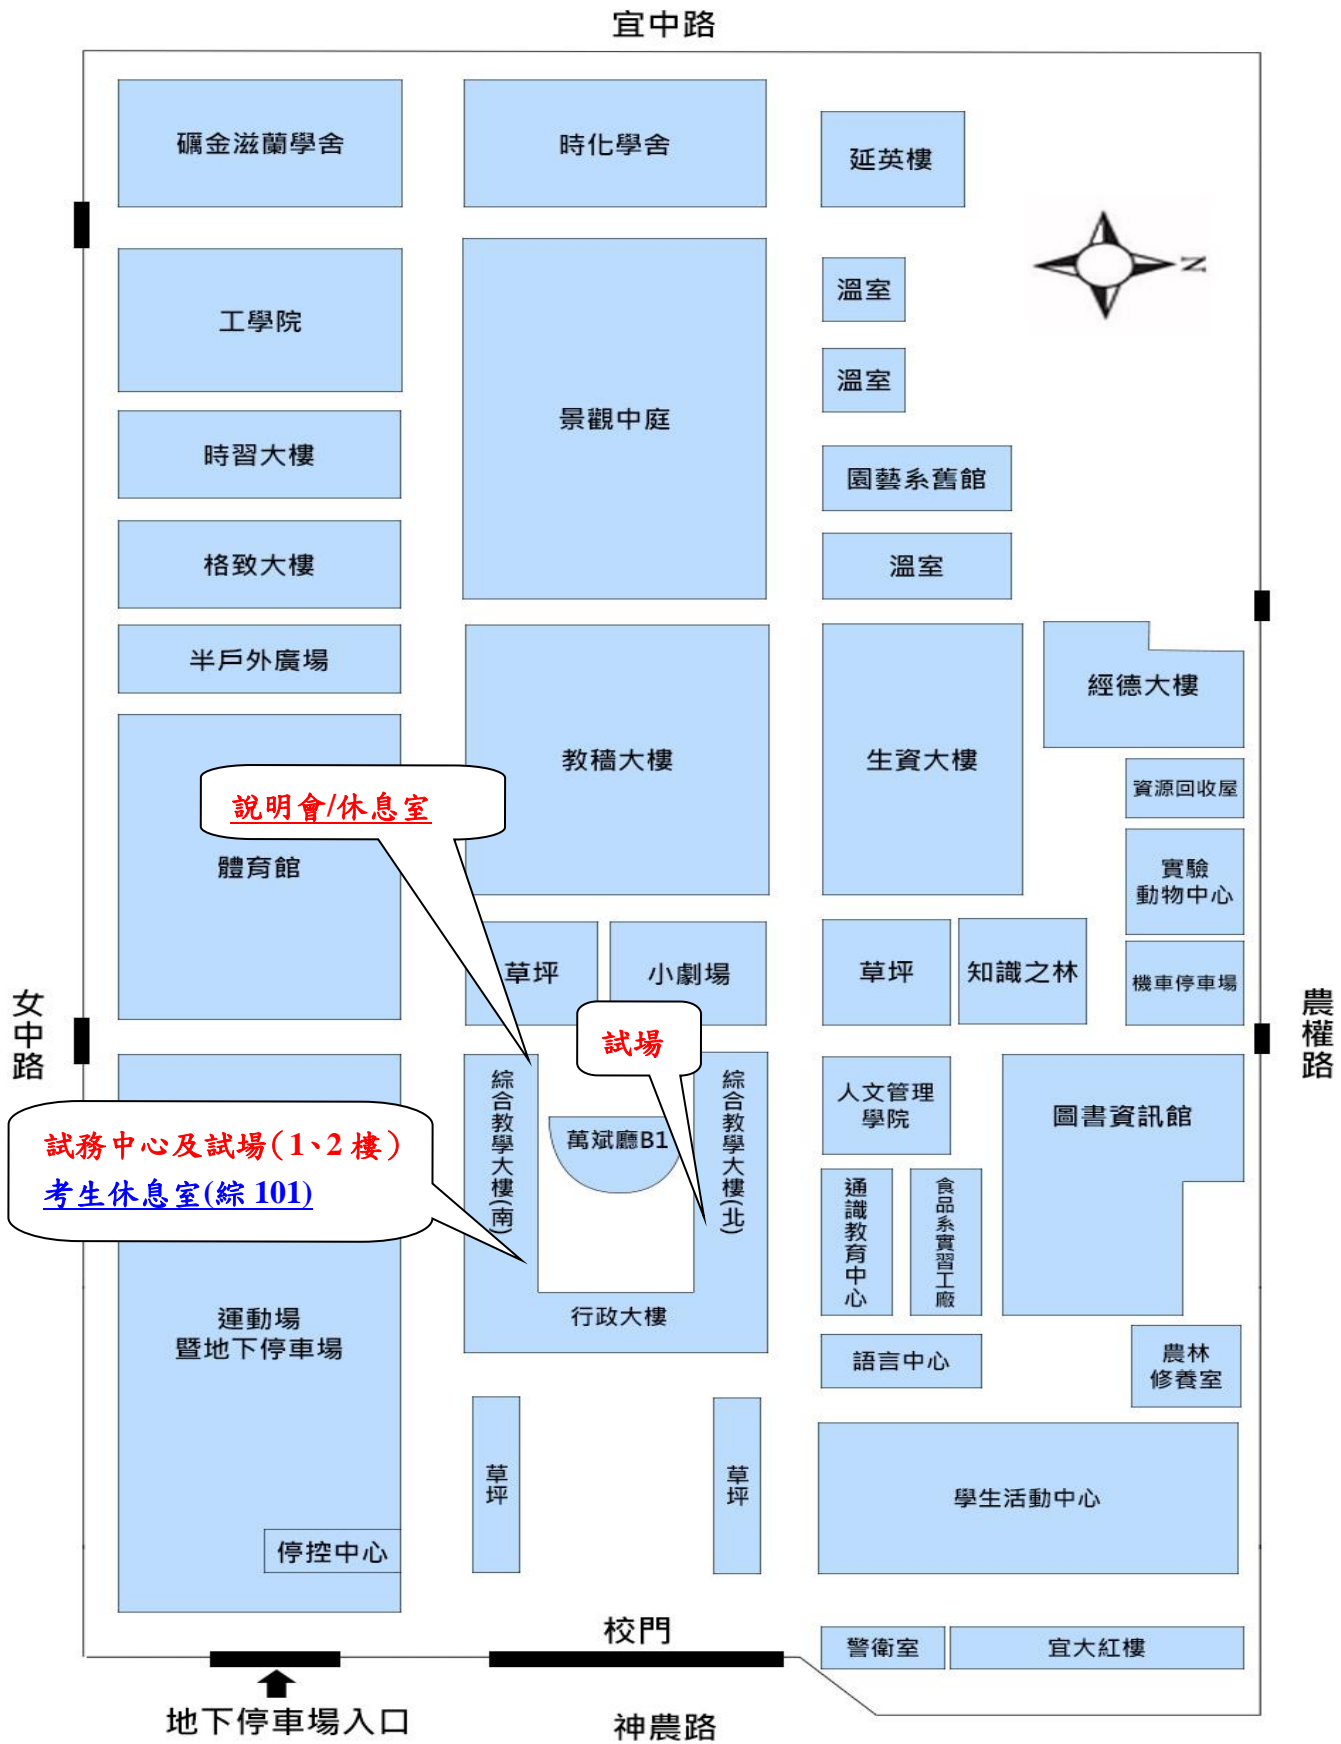 宜中路
礪金滋蘭學舍
時化學舍
延英樓
N
溫室
工學院
溫室
景觀中庭
時習大樓
園藝系舊館
格致大樓
溫室
半戶外廣場
經德大樓
教穡大樓
生資大樓
資源回收屋
說明會/休息室
體育館
實驗
動物中心
草坪
小劇場
草坪
知識之林
機車停車場
女中路
農權路
試場
綜合教學大樓(南)
萬斌廳B1
綜合教學大樓(北)
人文管理
學院
圖書資訊館
試務中心及試場(1、2 樓)
考生休息室(綜 101)
通識教育中心
食品系實習工廠
運動場
暨地下停車場
行政大樓
語言中心
農林
修養室
草坪
草坪
學生活動中心
停控中心
校門
警衛室
宜大紅樓
地下停車場入口
神農路